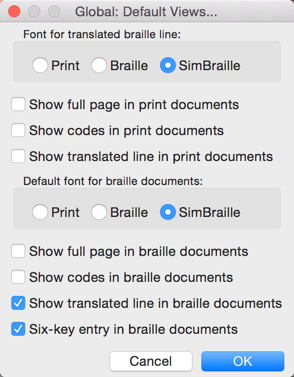 Global: Default Views...
Font for translated braille line:
Print Braille SimBraille
Show full page in print documents
Show codes in print documents
Show translated line in print documents
Default font for braille documents:
Print Braille SimBraille
Show full page in braille documents
Show codes in braille documents
Show translated line in braille documents
Six-key entry in braille documents
Cancel OK